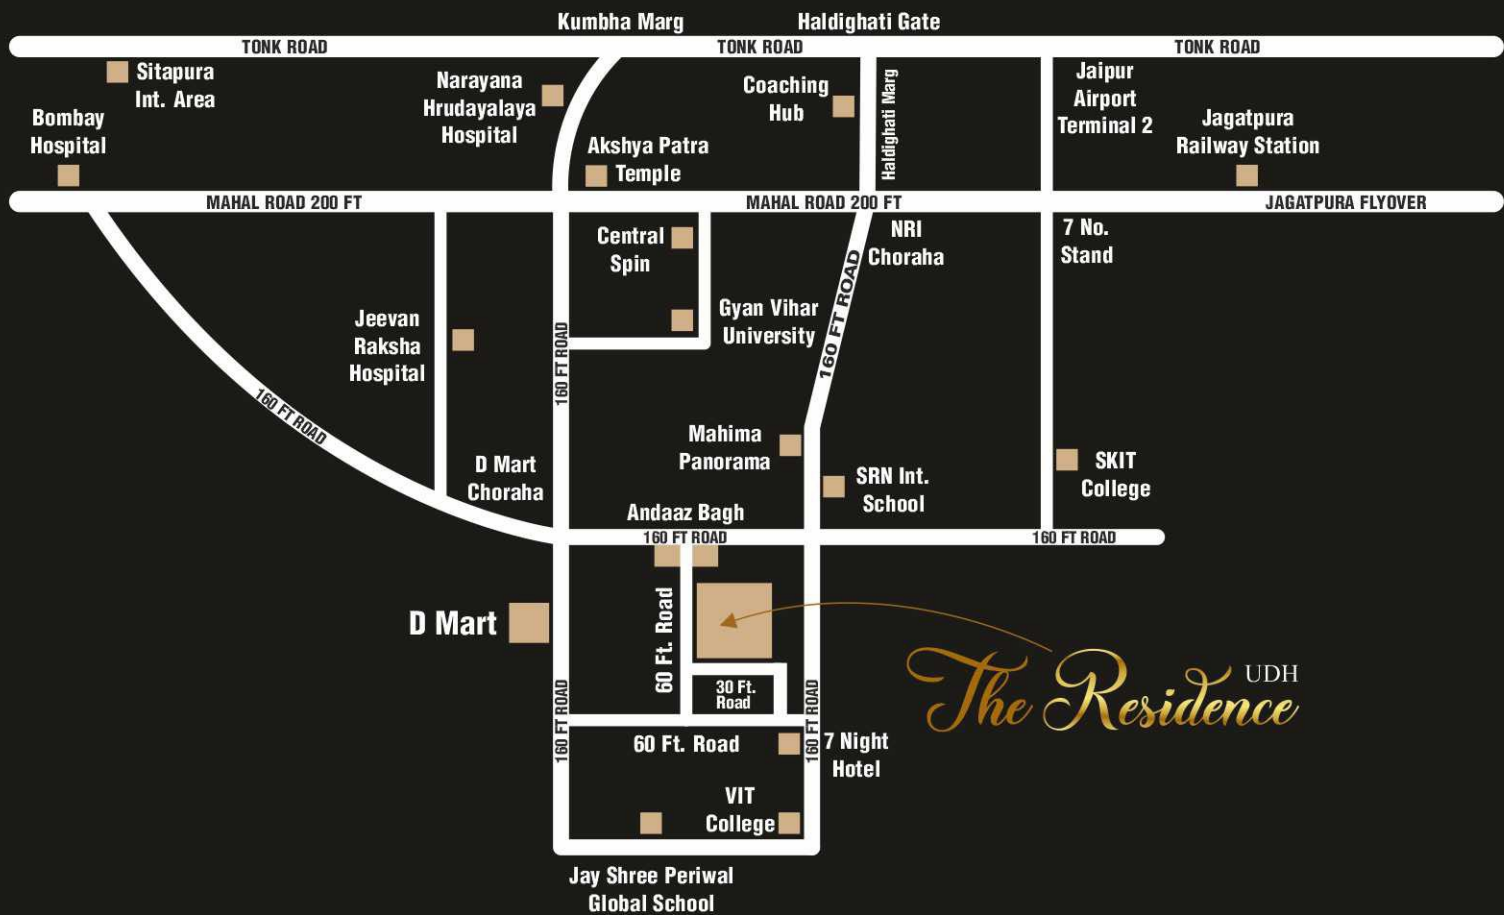 Kumbha Marg
Haldighati Gate
TONK ROAD
TONK ROAD
TONK ROAD
Sitapura
Int. Area
Narayana
Hrudayalaya
Hospital
Coaching
Hub
Haldighati Marg
Jaipur
Airport
Terminal 2
Bombay
Hospital
Akshya Patra
Temple
Jagatpura
Railway Station
MAHAL ROAD 200 FT
MAHAL ROAD 200 FT
JAGATPURA FLYOVER
Central
Spin
NRI
Choraha
7 No.
Stand
Jeevan
Raksha
Hospital
160 FT ROAD
Gyan Vihar
University
160 FT ROAD
160 FT ROAD
Mahima
Panorama
D Mart
Choraha
SRN Int.
School
SKIT
College
Andaaz Bagh
160 FT ROAD
160 FT ROAD
D Mart
60 Ft. Road
The Residence
UDH
30 Ft.
Road
160 FT ROAD
160 FT ROAD
60 Ft. Road
7 Night
Hotel
VIT
College
Jay Shree Periwal
Global School